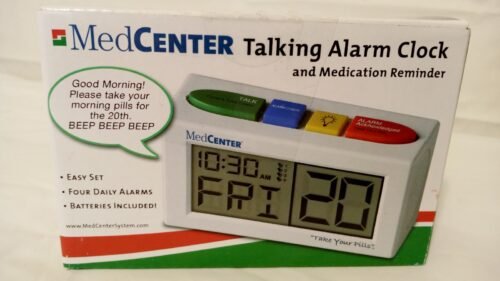 MedCENTER Talking Alarm Clock
and Medication Reminder
Good Morning!
Please take your
morning pills for
the 20th.
BEEP BEEP BEEP
• EASY SET
• FOUR DAILY ALARMS
• BATTERIES INCLUDED!
www.MedCenterSystem.com
TALK
ALARM
MedCENTER
10:30 AM
FRI 20
"Take Your Pills".